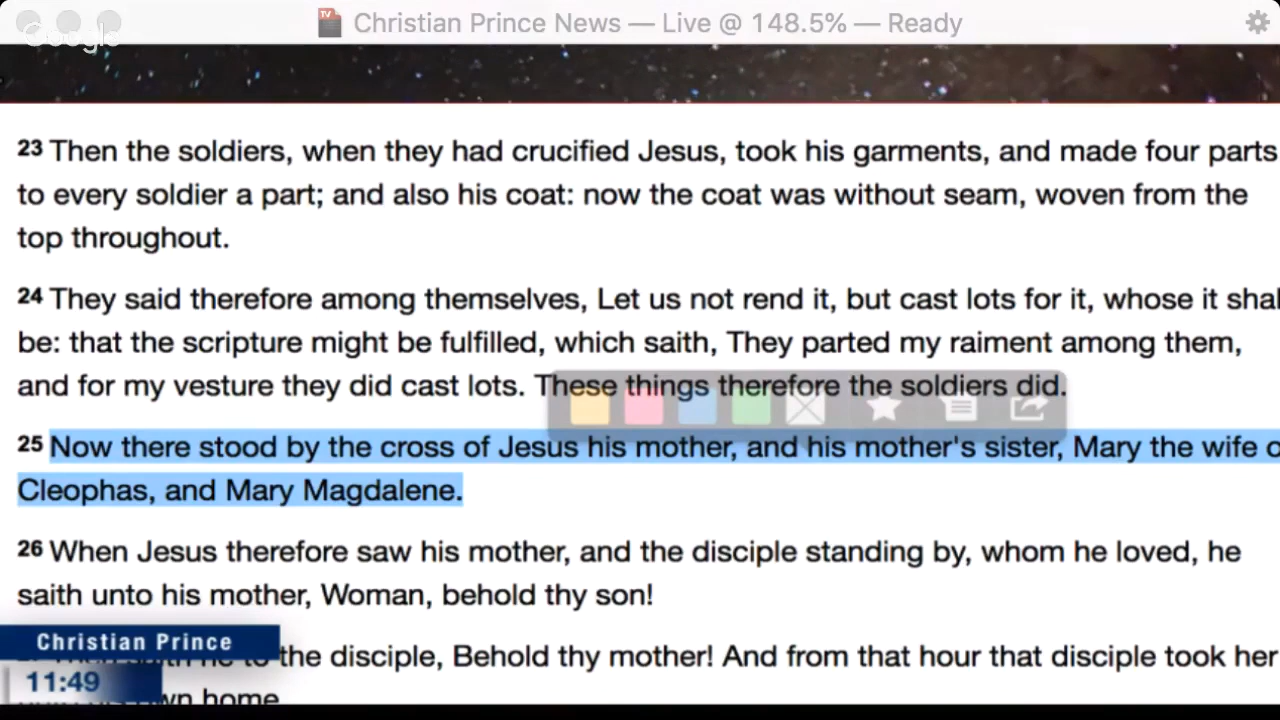 Google
TV
Christian Prince News — Live @ 148.5% — Ready
23 Then the soldiers, when they had crucified Jesus, took his garments, and made four parts
to every soldier a part; and also his coat: now the coat was without seam, woven from the
top throughout.
24 They said therefore among themselves, Let us not rend it, but cast lots for it, whose it shal
be: that the scripture might be fulfilled, which saith, They parted my raiment among them,
and for my vesture they did cast lots. These things therefore the soldiers did.
25 Now there stood by the cross of Jesus his mother, and his mother's sister, Mary the wife o
Cleophas, and Mary Magdalene.
26 When Jesus therefore saw his mother, and the disciple standing by, whom he loved, he
saith unto his mother, Woman, behold thy son!
the disciple, Behold thy mother! And from that hour that disciple took her
home
Christian Prince
11:49